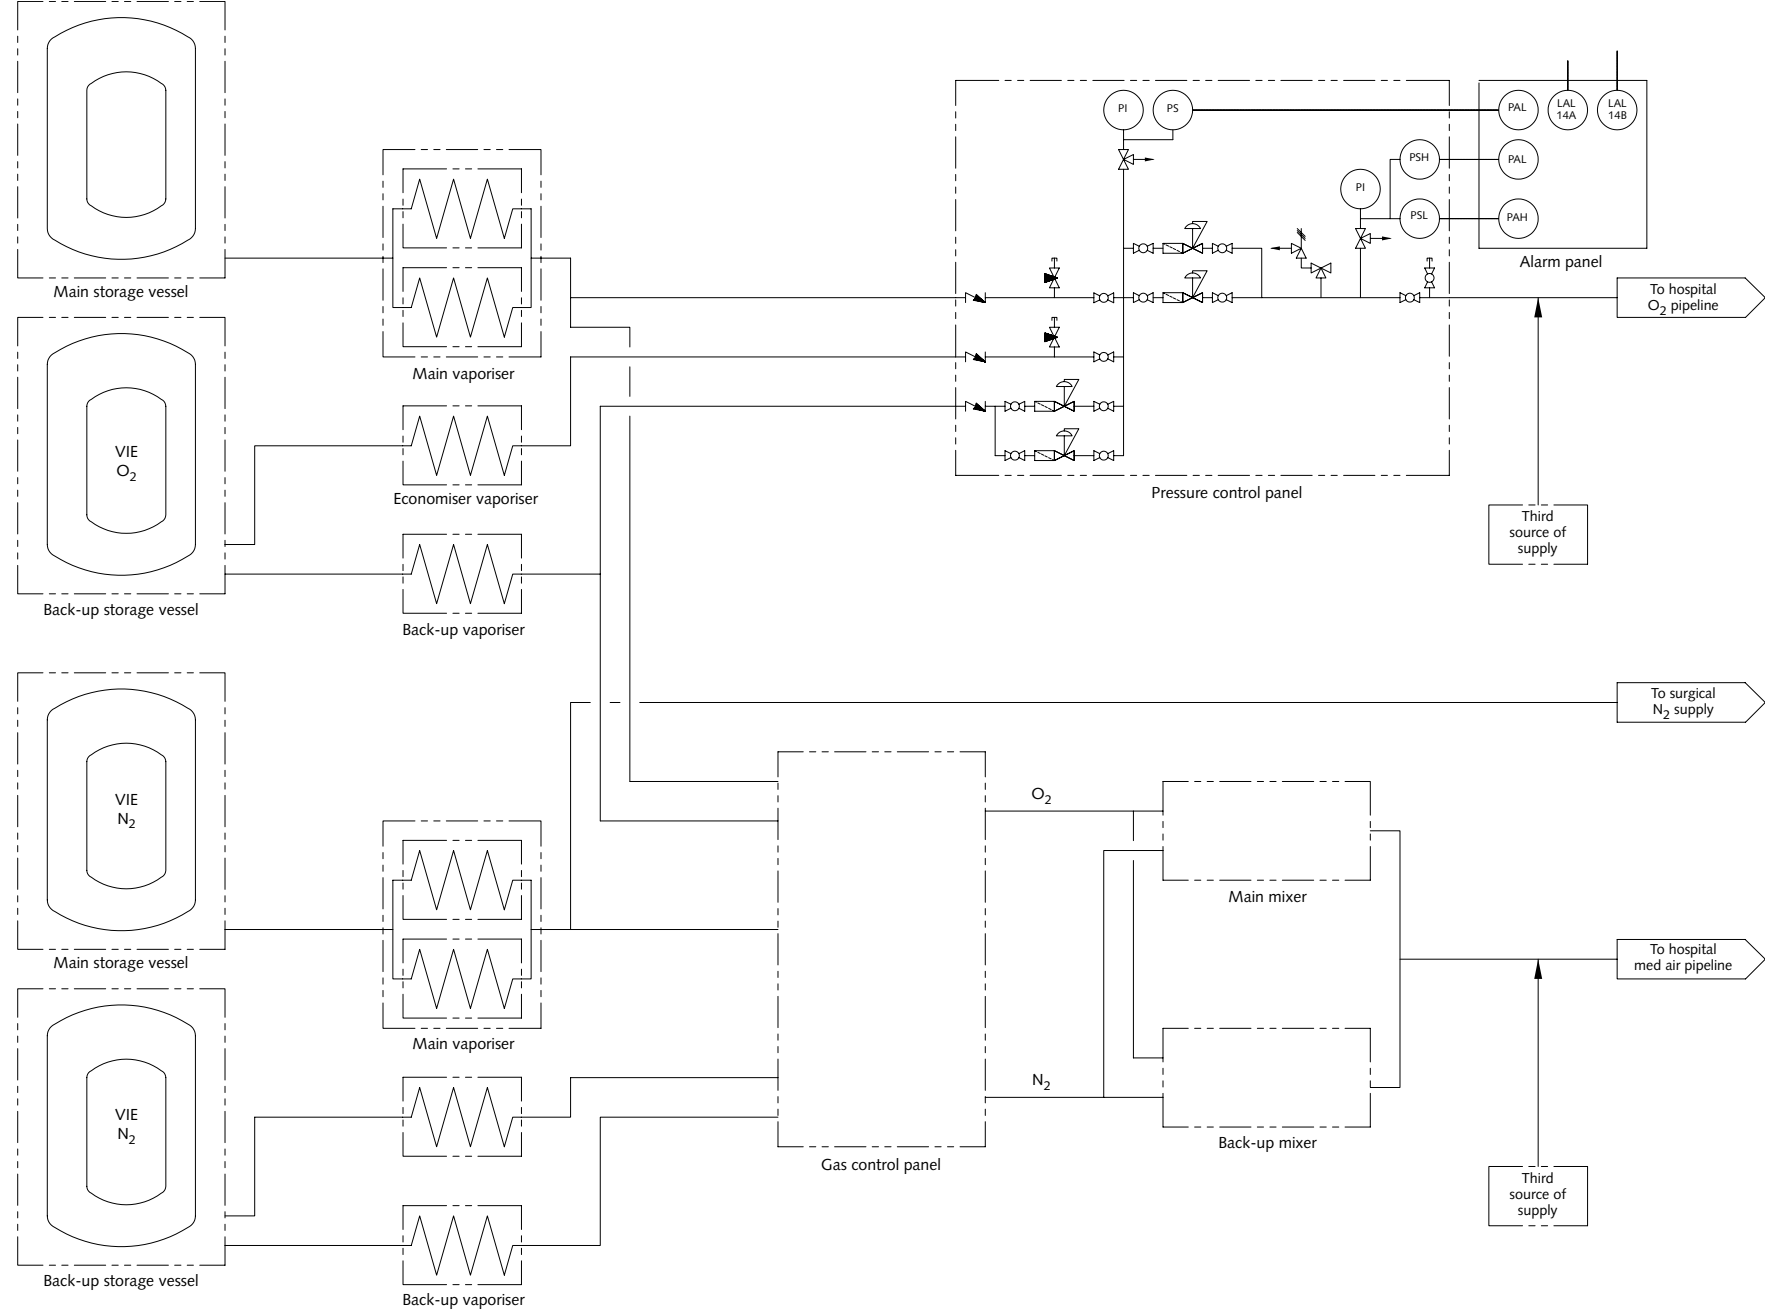 PI
PS
PAL
LAL
14A
LAL
14B
PSH
PAL
PI
PSL
PAH
Alarm panel
Main storage vessel
To hospital
O2 pipeline
Main vaporiser
VIE
O2
Economiser vaporiser
Pressure control panel
Third
source of
supply
Back-up storage vessel
Back-up vaporiser
To surgical
N2 supply
VIE
N2
O2
Main mixer
Main storage vessel
To hospital
med air pipeline
Main vaporiser
N2
VIE
N2
Back-up mixer
Gas control panel
Third
source of
supply
Back-up storage vessel
Back-up vaporiser